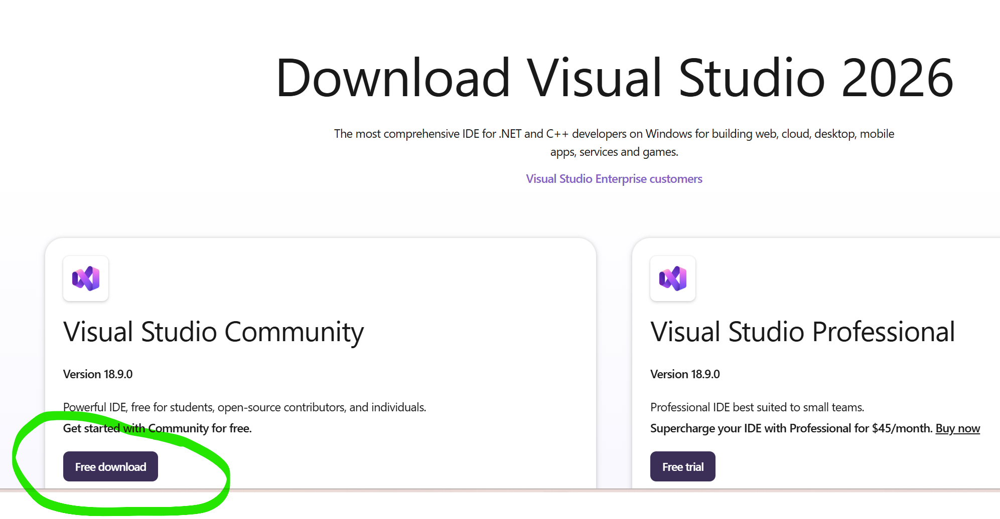 Download Visual Studio 2026
The most comprehensive IDE for .NET and C++ developers on Windows for building web, cloud, desktop, mobile
apps, services and games.
Visual Studio Enterprise customers
Visual Studio Community
Version 18.9.0
Powerful IDE, free for students, open-source contributors, and individuals.
Get started with Community for free.
Free download
Visual Studio Professional
Version 18.9.0
Professional IDE best suited to small teams.
Supercharge your IDE with Professional for $45/month. Buy now
Free trial